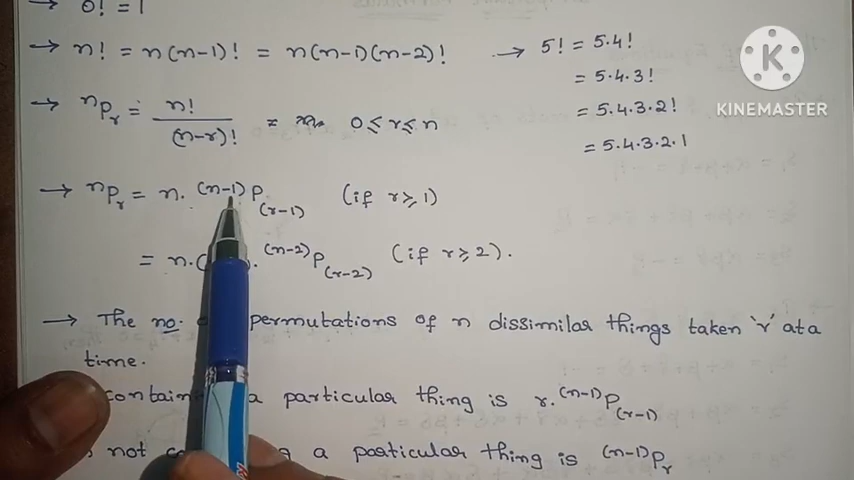 → 0! = 1
→ n! = n(n-1)! = n(n-1)(n-2)! → 5! = 5.4!
= 5.4.3!
KINEMASTER
→ ⁿPᵣ = n!/(n-r)! = 0 ≤ r ≤ n
= 5.4.3.2!
= 5.4.3.2.1
→ ⁿPᵣ = n. ⁽ⁿ⁻¹⁾P₍ᵣ₋₁₎ (if r ≥ 1)
= n.( . ⁽ⁿ⁻²⁾P₍ᵣ₋₂₎ (if r ≥ 2).
→ The no. permutations of n dissimilar things taken 'r' at a
time.
a particular thing is r. ⁽ⁿ⁻¹⁾P₍ᵣ₋₁₎
not a particular thing is ⁽ⁿ⁻¹⁾Pᵣ